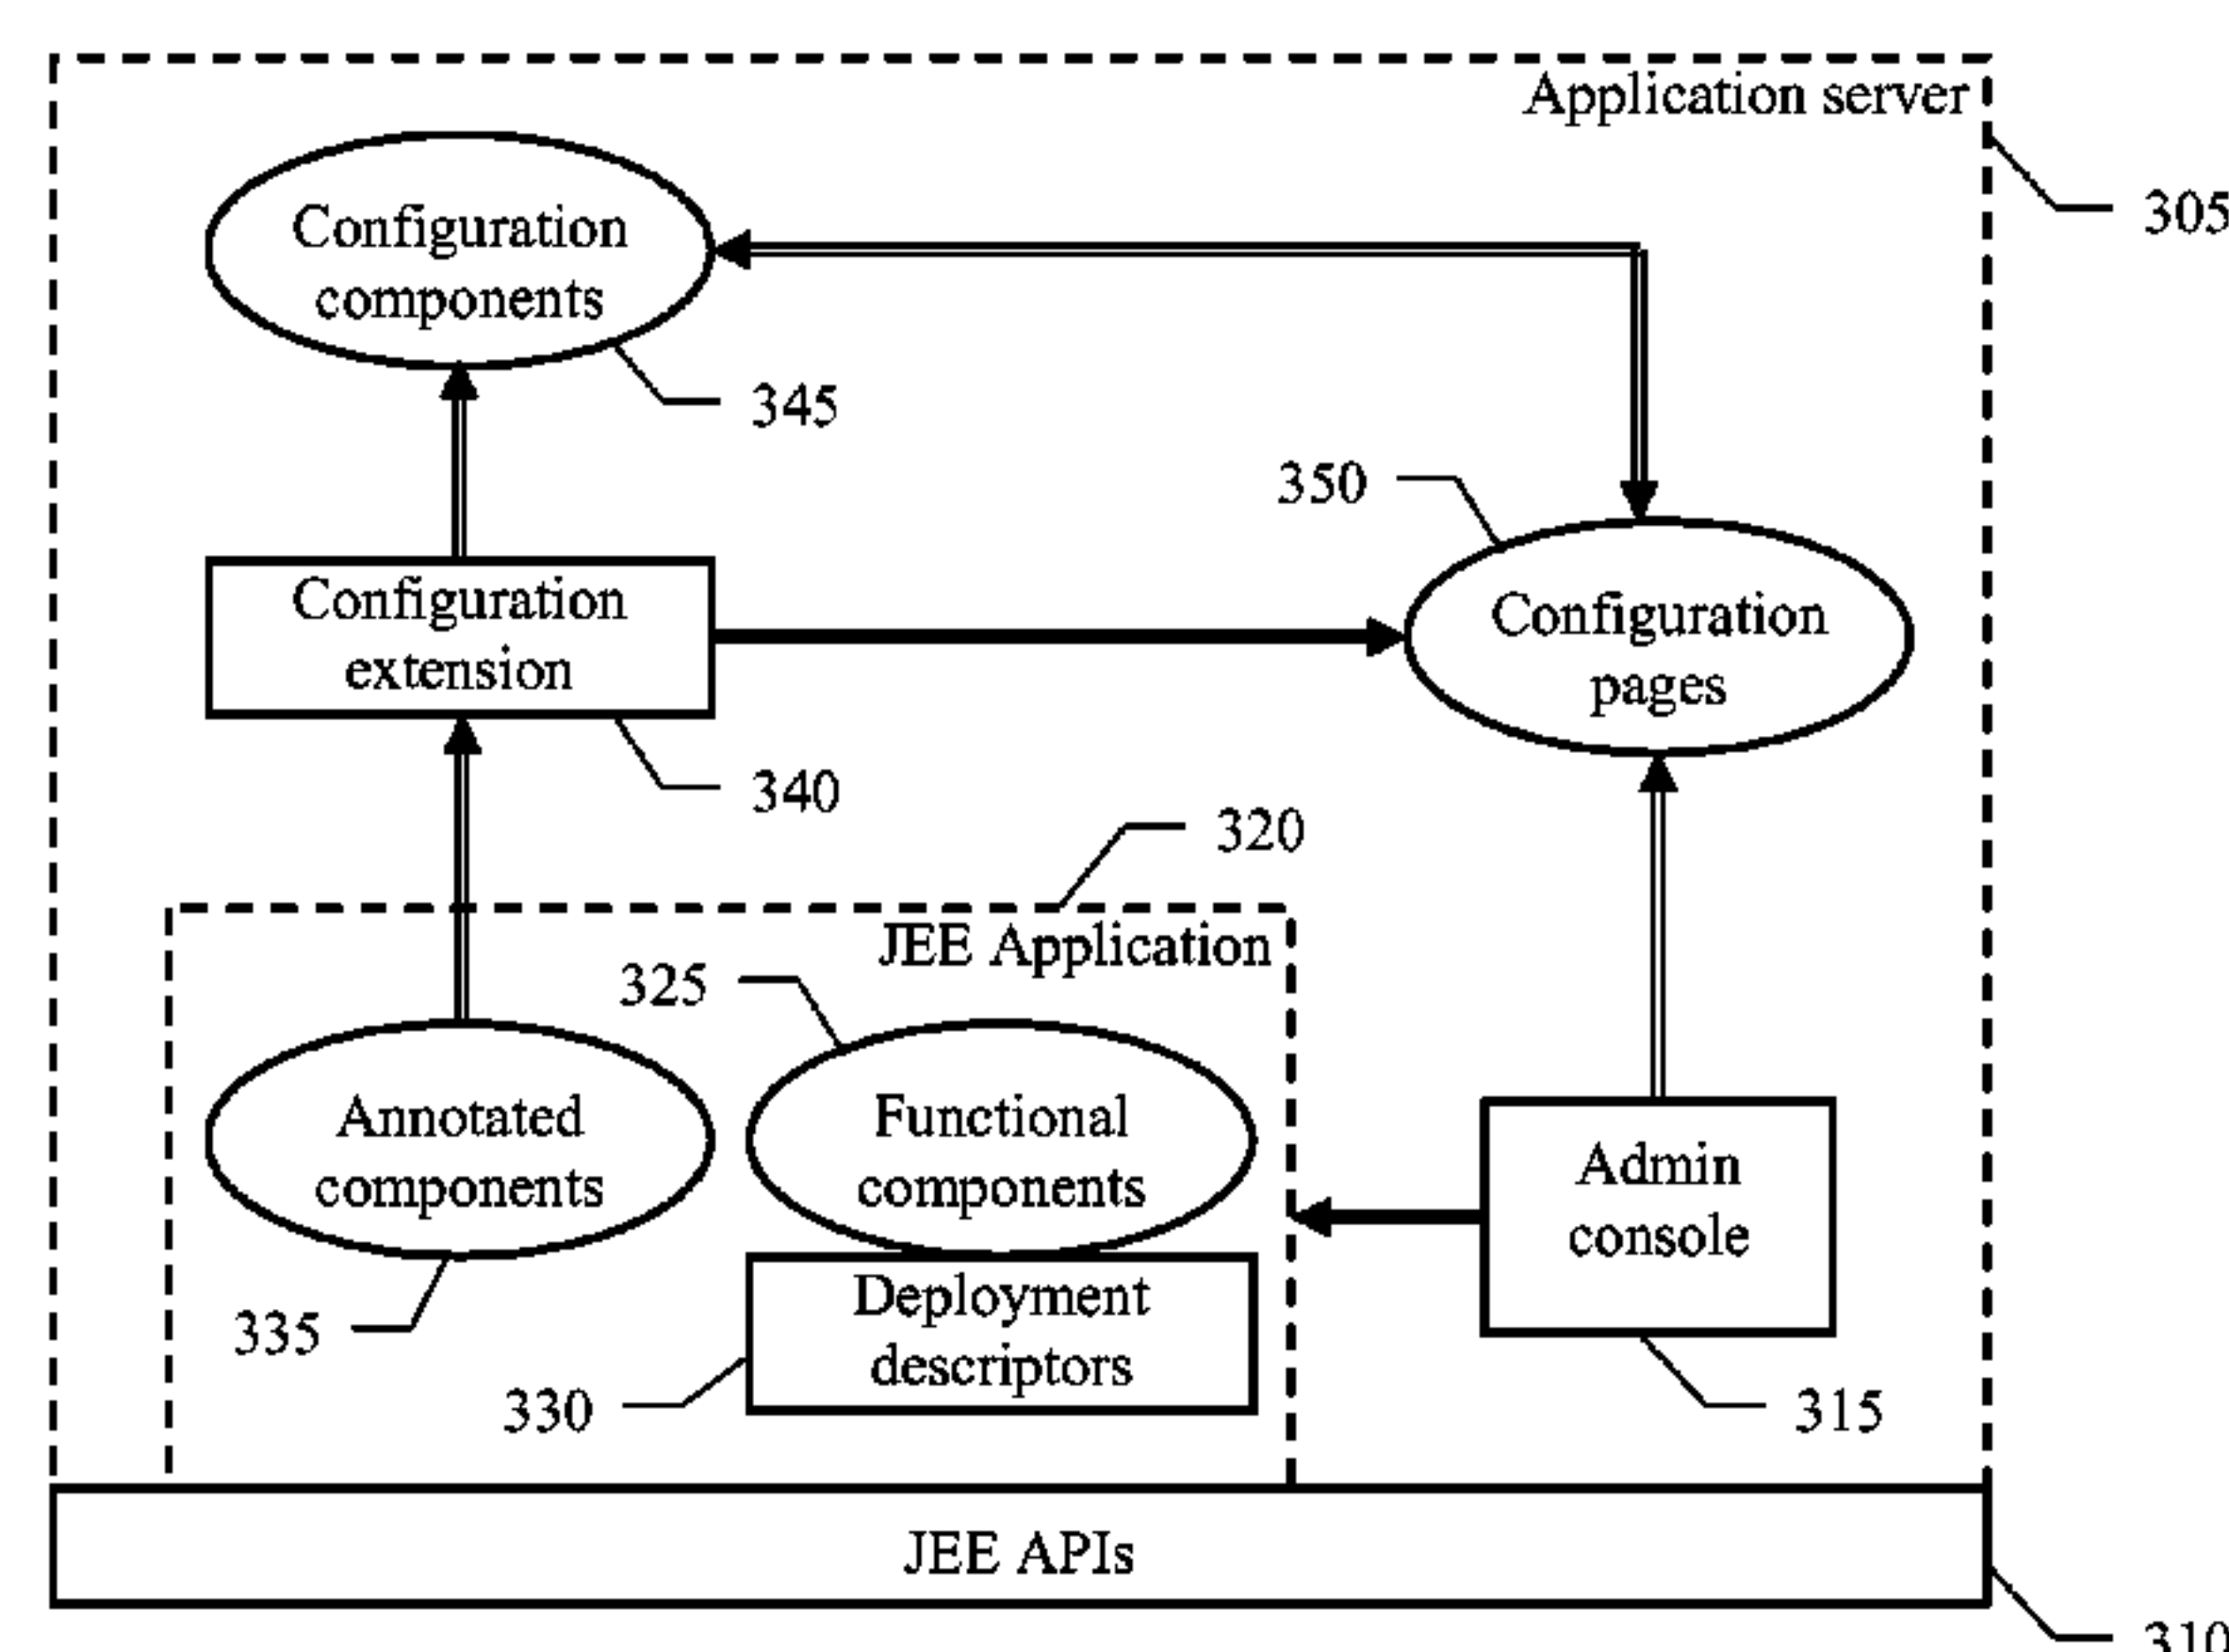 Application server
305
Configuration
components
345
350
Configuration
extension
Configuration
pages
340
320
JEE Application
325
Annotated
components
Functional
components
Admin
console
335
Deployment
descriptors
330
315
JEE APIs
310